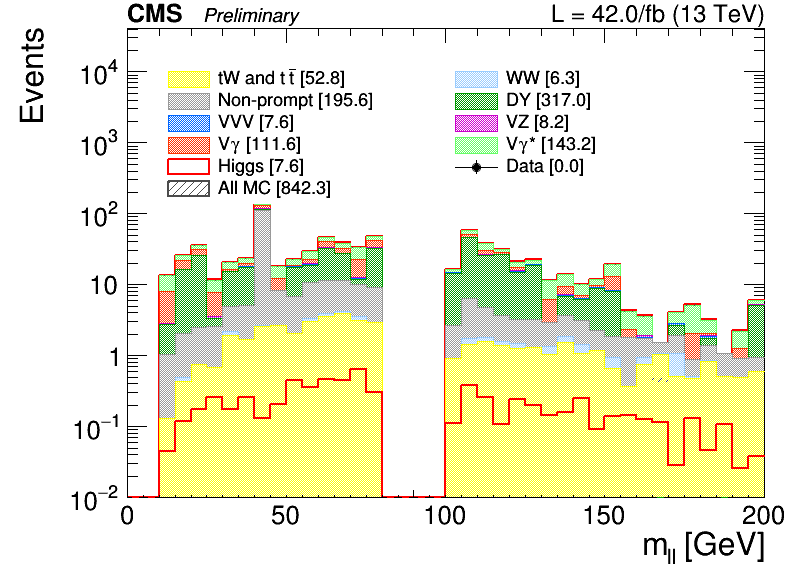 CMS Preliminary L = 42.0/fb (13 TeV)
Events
10⁴
10³
10²
10
1
10⁻¹
10⁻²
tW and t t̄ [52.8]
Non-prompt [195.6]
VVV [7.6]
Vγ [111.6]
Higgs [7.6]
All MC [842.3]
WW [6.3]
DY [317.0]
VZ [8.2]
Vγ* [143.2]
Data [0.0]
0 50 100 150 200
m_ll [GeV]